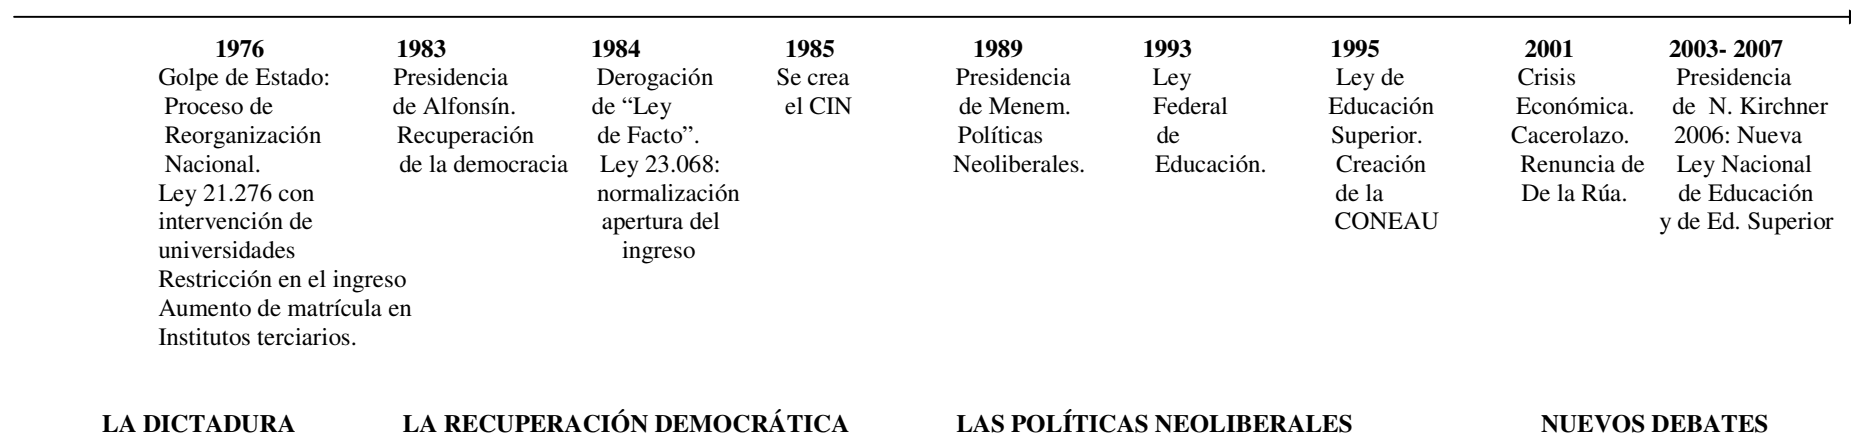 1976
Golpe de Estado:
Proceso de
Reorganización
Nacional.
Ley 21.276 con
intervención de
universidades
Restricción en el ingreso
Aumento de matrícula en
Institutos terciarios.
1983
Presidencia
de Alfonsín.
Recuperación
de la democracia
1984
Derogación
de “Ley
de Facto”.
Ley 23.068:
normalización
apertura del
ingreso
1985
Se crea
el CIN
1989
Presidencia
de Menem.
Políticas
Neoliberales.
1993
Ley
Federal
de
Educación.
1995
Ley de
Educación
Superior.
Creación
de la
CONEAU
2001
Crisis
Económica.
Cacerolazo.
Renuncia de
De la Rúa.
2003- 2007
Presidencia
de N. Kirchner
2006: Nueva
Ley Nacional
de Educación
y de Ed. Superior
LA DICTADURA
LA RECUPERACIÓN DEMOCRÁTICA
LAS POLÍTICAS NEOLIBERALES
NUEVOS DEBATES